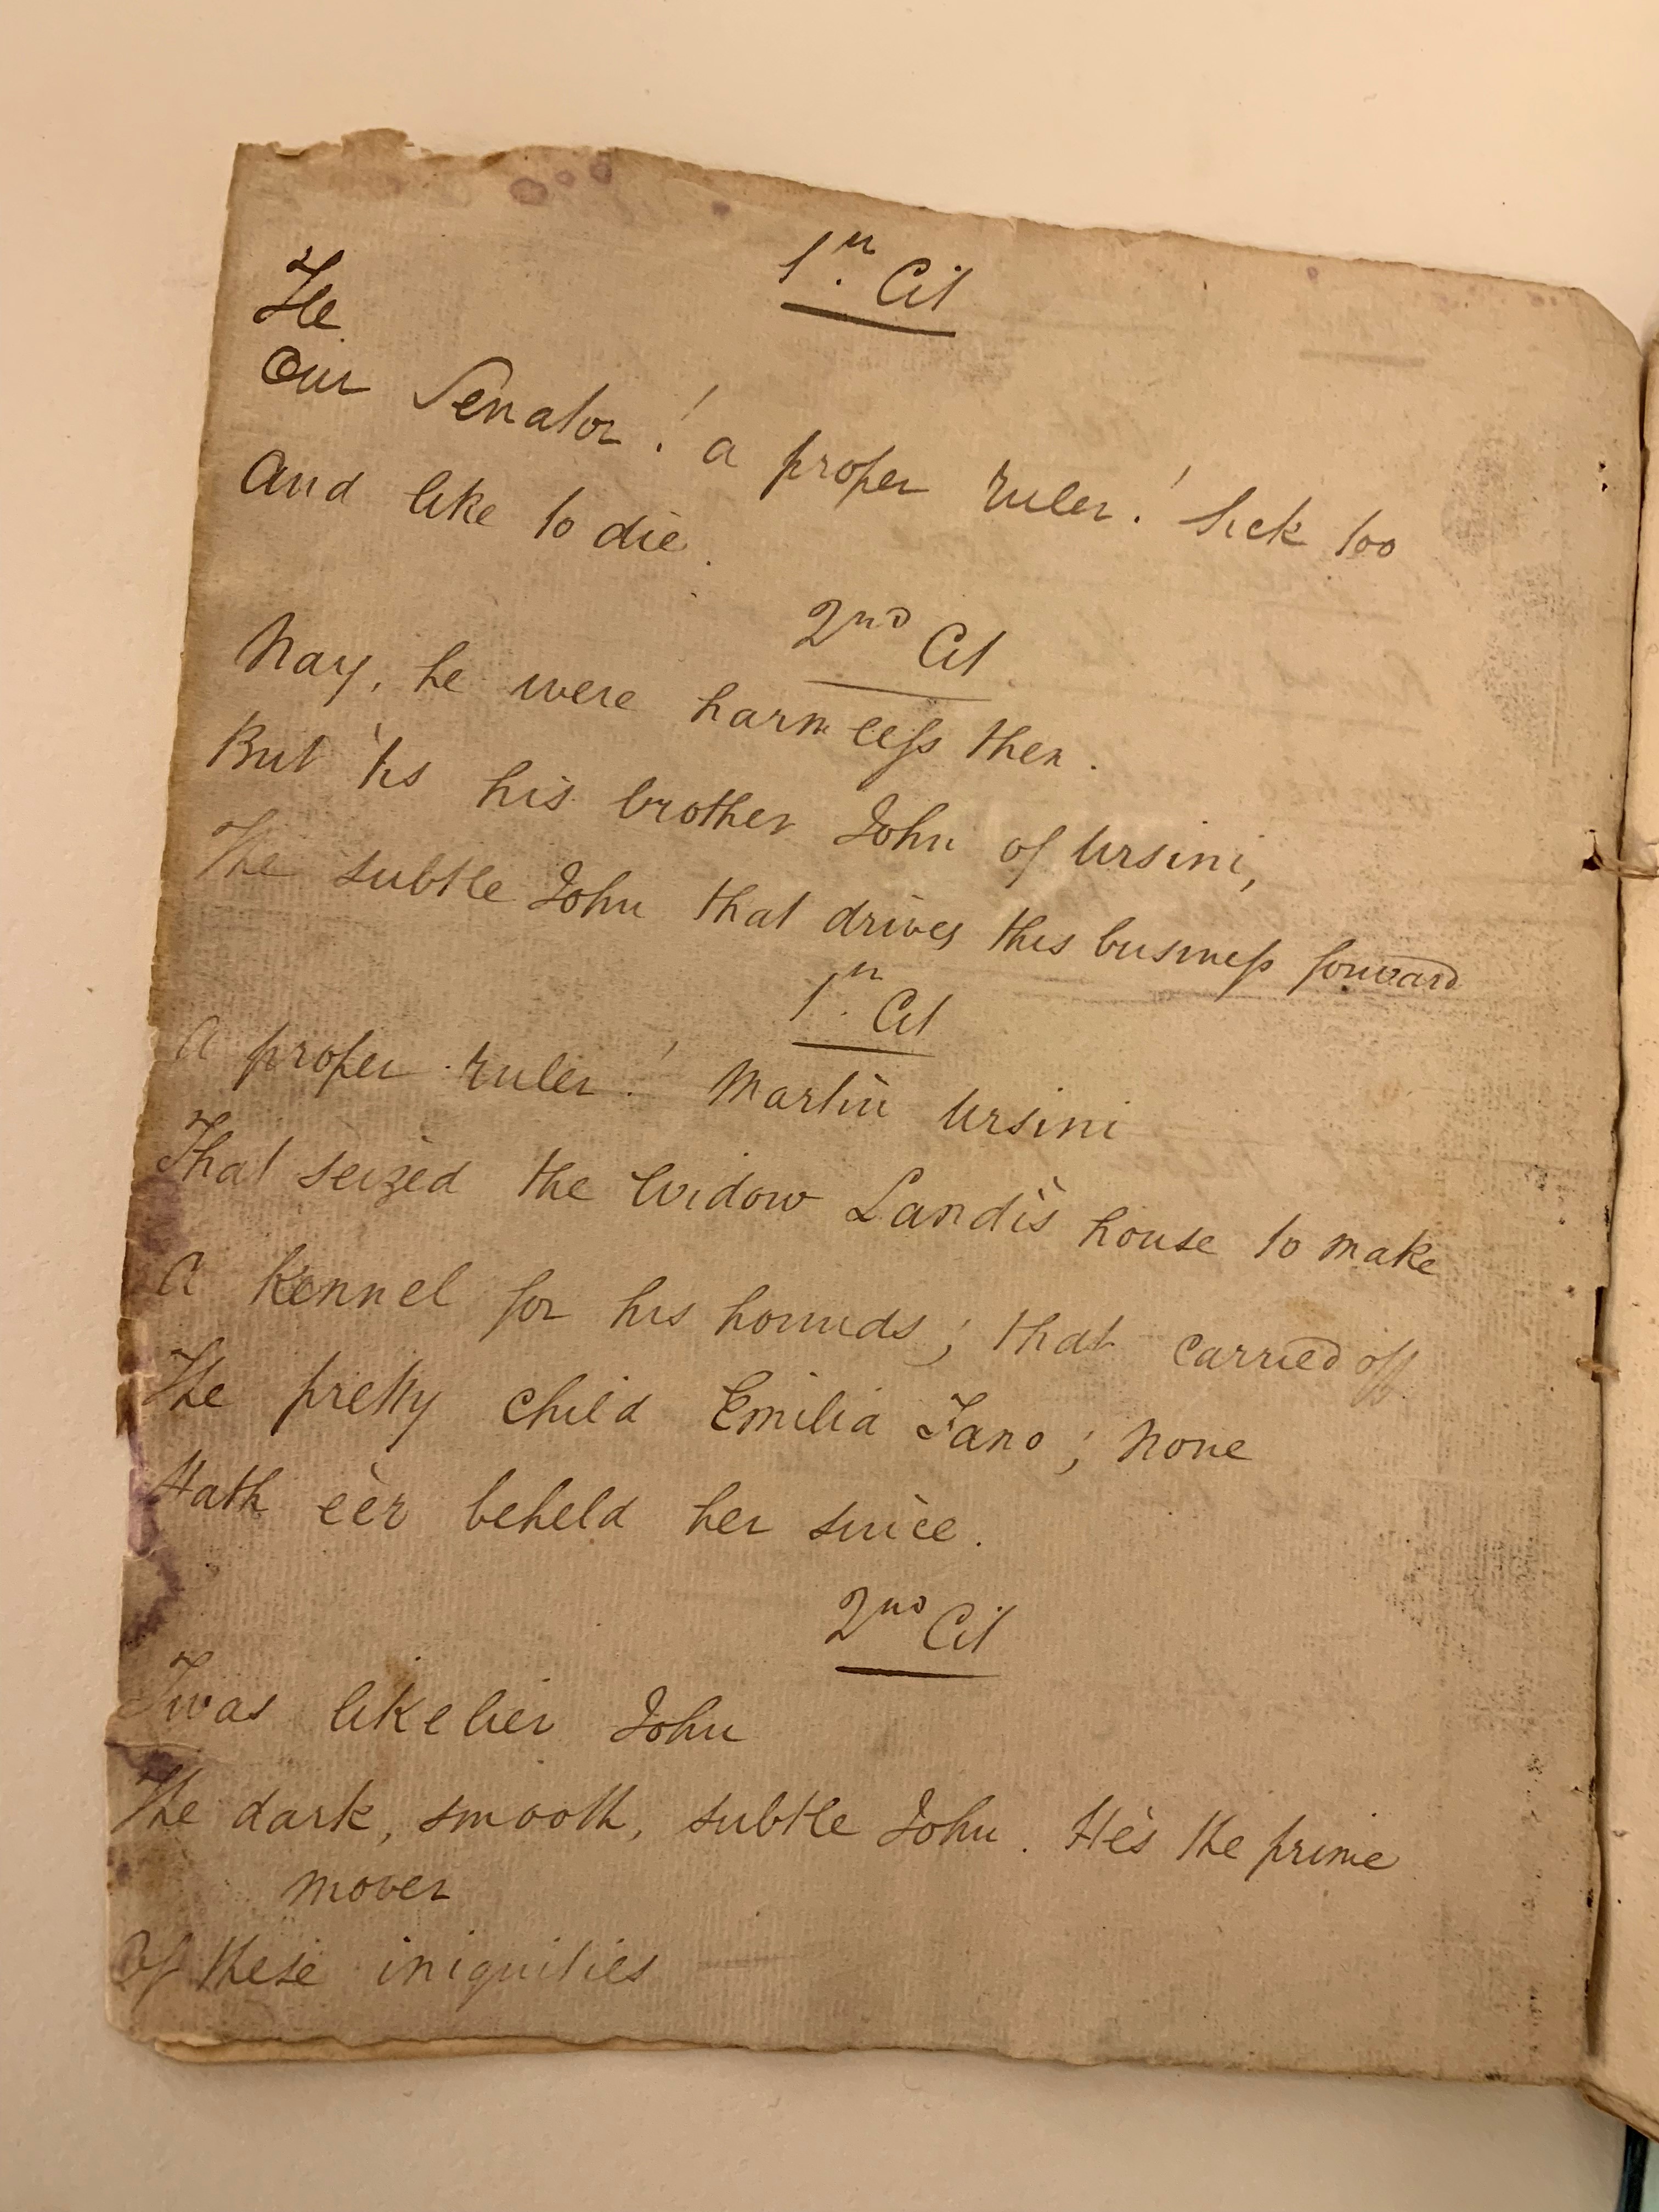 1st. Cit
He
Our Senator! a proper ruler! Sick too
And like to die.
2nd Cit
Nay, he were harmless then.
But 'tis his brother John of Ursini,
The subtle John that drives this business forward
1st. Cit
A proper ruler! Martin Ursini
That seized the Widow Landi's house to make
A kennel for his hounds; that carried off
The pretty child Emilia Fano; none
Hath e'er beheld her since.
2nd Cit
Twas likelier John
The dark, smooth, subtle John. He's the prime
mover
Of these iniquities